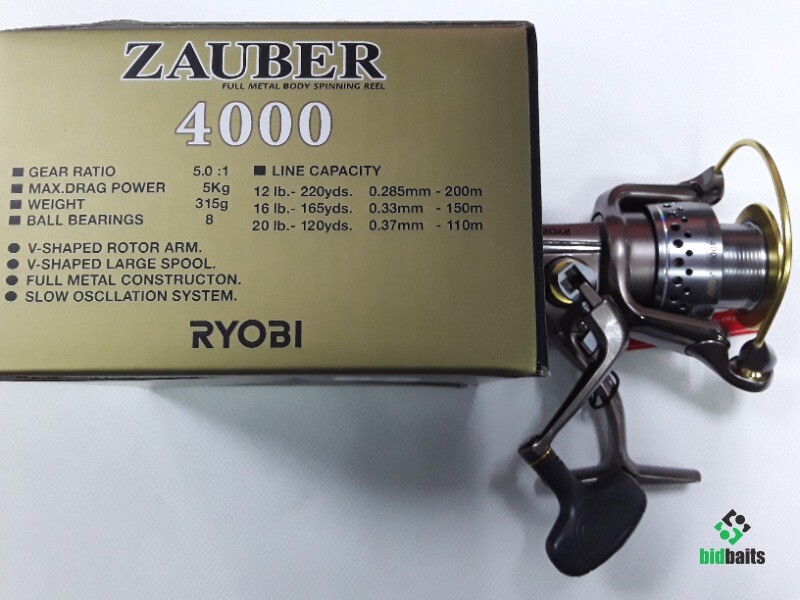 ZAUBER
FULL METAL BODY SPINNING REEL
4000
GEAR RATIO 5.0 :1
MAX.DRAG POWER 5Kg
WEIGHT 315g
BALL BEARINGS 8
LINE CAPACITY
12 lb.- 220yds. 0.285mm - 200m
16 lb.- 165yds. 0.33mm - 150m
20 lb.- 120yds. 0.37mm - 110m
V-SHAPED ROTOR ARM.
V-SHAPED LARGE SPOOL.
FULL METAL CONSTRUCTON.
SLOW OSCLLATION SYSTEM.
RYOBI
RYOBI
bidbaits